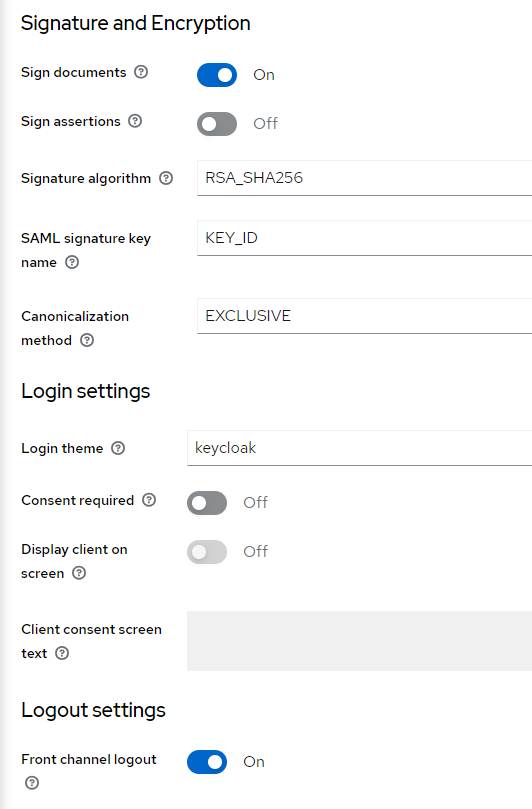 Signature and Encryption
Sign documents
On
Sign assertions
Off
Signature algorithm
RSA_SHA256
SAML signature key
name
KEY_ID
Canonicalization
method
EXCLUSIVE
Login settings
Login theme
keycloak
Consent required
Off
Display client on
screen
Off
Client consent screen
text
Logout settings
Front channel logout
On